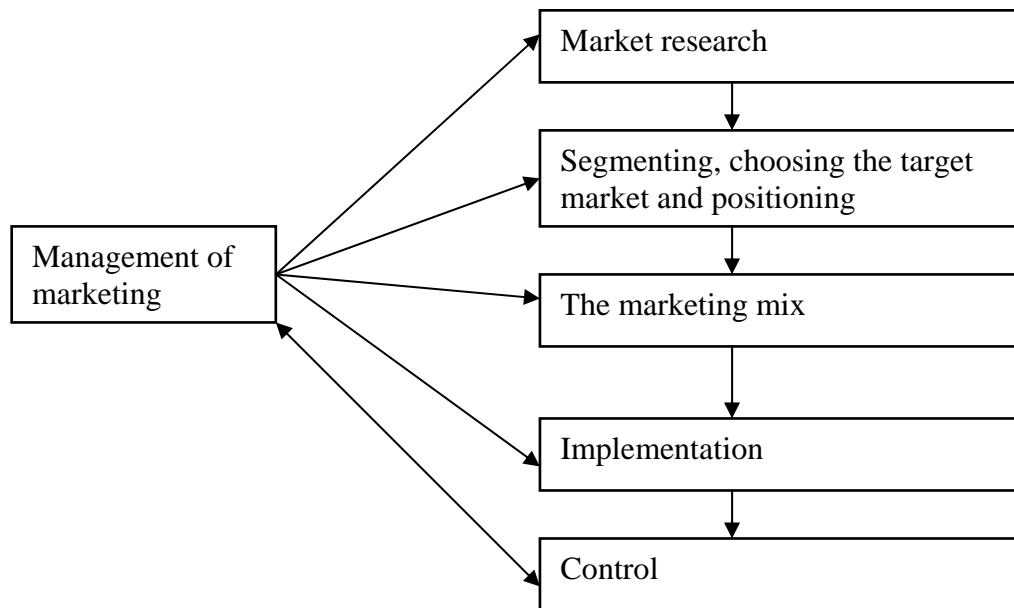 Market research
Segmenting, choosing the target
market and positioning
Management of
marketing
The marketing mix
Implementation
Control